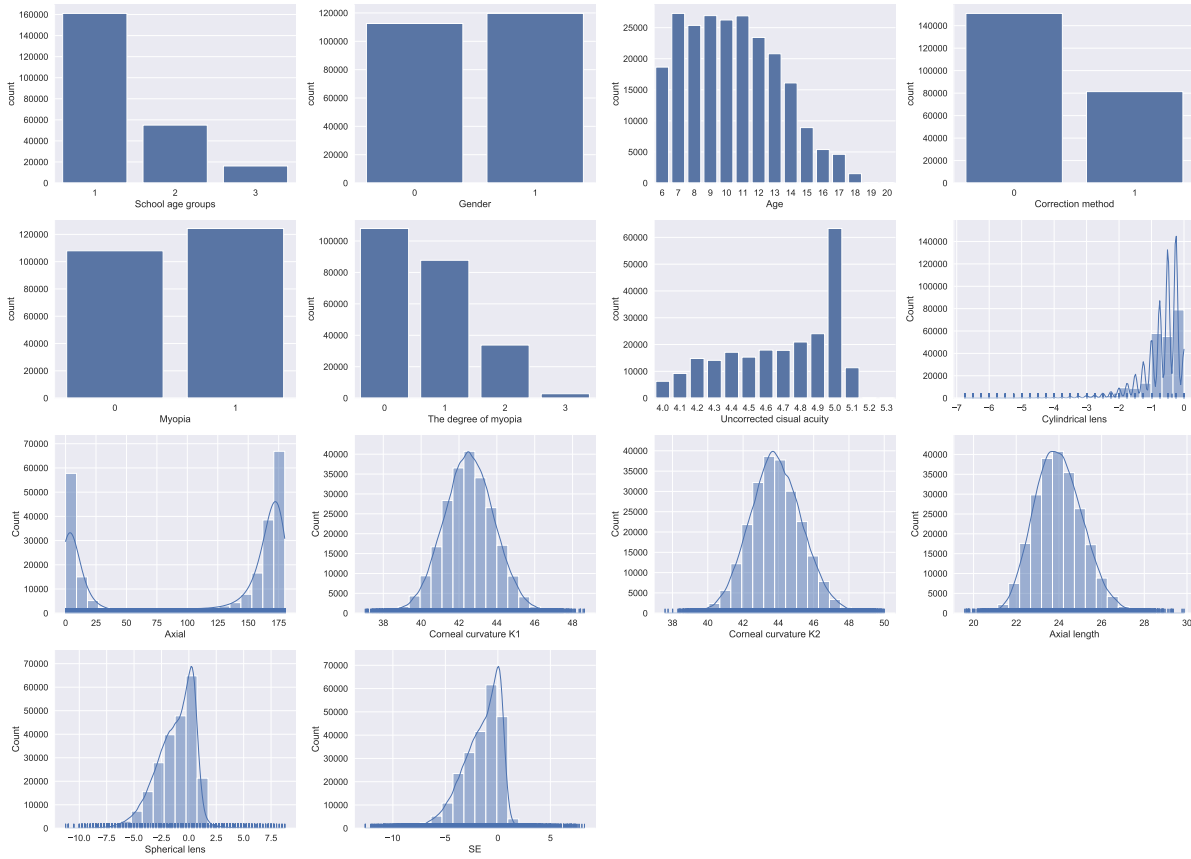 160000
140000
120000
100000
80000
60000
40000
20000
0
count
1 2 3
School age groups
120000
100000
80000
60000
40000
20000
0
count
0 1
Gender
25000
20000
15000
10000
5000
0
count
6 7 8 9 10 11 12 13 14 15 16 17 18 19 20
Age
140000
120000
100000
80000
60000
40000
20000
0
count
0 1
Correction method
120000
100000
80000
60000
40000
20000
0
count
0 1
Myopia
100000
80000
60000
40000
20000
0
count
0 1 2 3
The degree of myopia
60000
50000
40000
30000
20000
10000
0
count
4.0 4.1 4.2 4.3 4.4 4.5 4.6 4.7 4.8 4.9 5.0 5.1 5.2 5.3
Uncorrected cisual acuity
140000
120000
100000
80000
60000
40000
20000
0
Count
−7 −6 −5 −4 −3 −2 −1 0
Cylindrical lens
70000
60000
50000
40000
30000
20000
10000
0
Count
0 25 50 75 100 125 150 175
Axial
40000
35000
30000
25000
20000
15000
10000
5000
0
Count
38 40 42 44 46 48
Corneal curvature K1
40000
35000
30000
25000
20000
15000
10000
5000
0
Count
38 40 42 44 46 48 50
Corneal curvature K2
40000
35000
30000
25000
20000
15000
10000
5000
0
Count
20 22 24 26 28 30
Axial length
70000
60000
50000
40000
30000
20000
10000
0
Count
−10.0 −7.5 −5.0 −2.5 0.0 2.5 5.0 7.5
Spherical lens
70000
60000
50000
40000
30000
20000
10000
0
Count
−10 −5 0 5
SE